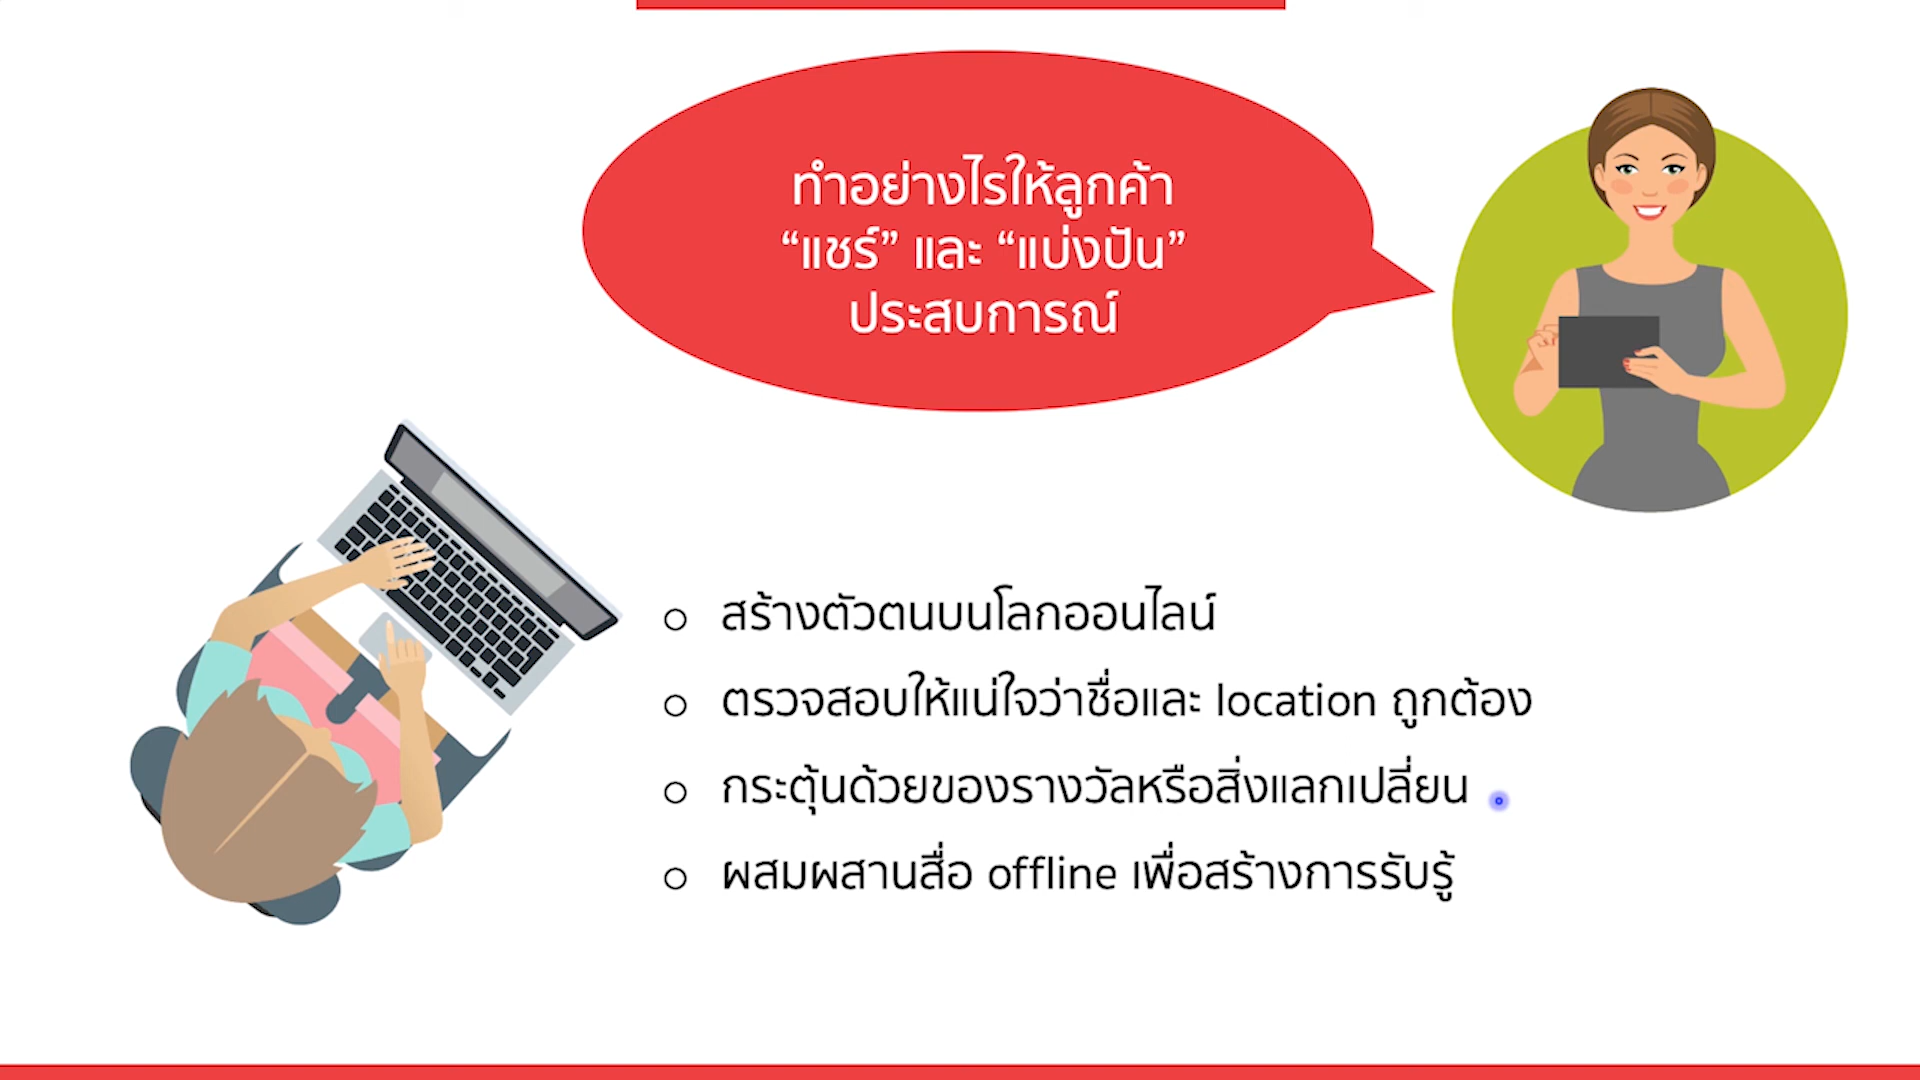 ทำอย่างไรให้ลูกค้า
“แชร์” และ “แบ่งปัน”
ประสบการณ์
สร้างตัวตนบนโลกออนไลน์
ตรวจสอบให้แน่ใจว่าชื่อและ location ถูกต้อง
กระตุ้นด้วยของรางวัลหรือสิ่งแลกเปลี่ยน
ผสมผสานสื่อ offline เพื่อสร้างการรับรู้